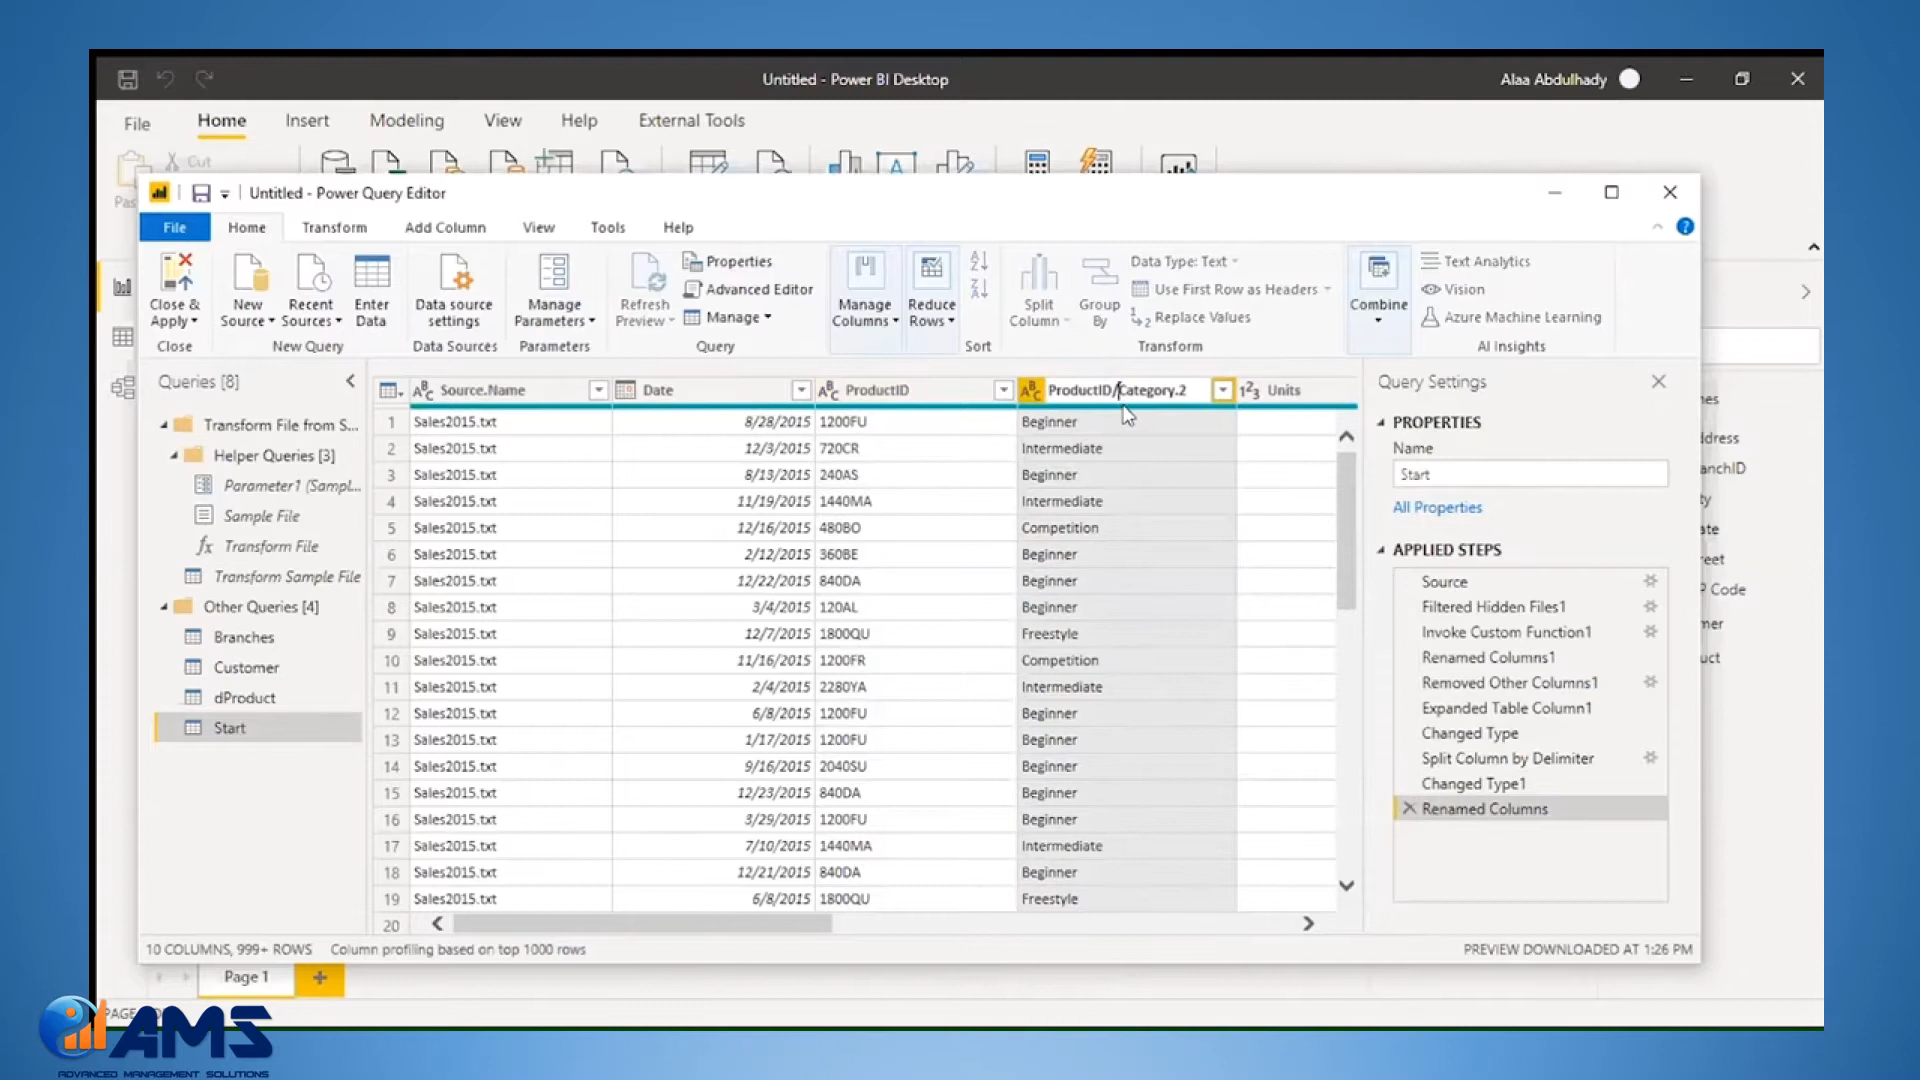 Untitled - Power BI Desktop
Alaa Abdulhady
File Home Insert Modeling View Help External Tools
Cut
Untitled - Power Query Editor
File Home Transform Add Column View Tools Help
Close & Apply
New Source
Recent Sources
Enter Data
Data source settings
Manage Parameters
Refresh Preview
Properties
Advanced Editor
Manage
Manage Columns
Reduce Rows
Split Column
Group By
Data Type: Text
Use First Row as Headers
Replace Values
Combine
Text Analytics
Vision
Azure Machine Learning
Close New Query Data Sources Parameters Query Sort Transform AI Insights
Queries [8]
Transform File from S...
Helper Queries [3]
Parameter1 (Sampl...
Sample File
Transform File
Transform Sample File
Other Queries [4]
Branches
Customer
dProduct
Start
Source.Name Date ProductID ProductID/Category.2 Units
1 Sales2015.txt 8/28/2015 1200FU Beginner
2 Sales2015.txt 12/3/2015 720CR Intermediate
3 Sales2015.txt 8/13/2015 240AS Beginner
4 Sales2015.txt 11/19/2015 1440MA Intermediate
5 Sales2015.txt 12/16/2015 480BO Competition
6 Sales2015.txt 2/12/2015 360BE Beginner
7 Sales2015.txt 12/22/2015 840DA Beginner
8 Sales2015.txt 3/4/2015 120AL Beginner
9 Sales2015.txt 12/7/2015 1800QU Freestyle
10 Sales2015.txt 11/16/2015 1200FR Competition
11 Sales2015.txt 2/4/2015 2280YA Intermediate
12 Sales2015.txt 6/8/2015 1200FU Beginner
13 Sales2015.txt 1/17/2015 1200FU Beginner
14 Sales2015.txt 9/16/2015 2040SU Beginner
15 Sales2015.txt 12/23/2015 840DA Beginner
16 Sales2015.txt 3/29/2015 1200FU Beginner
17 Sales2015.txt 7/10/2015 1440MA Intermediate
18 Sales2015.txt 12/21/2015 840DA Beginner
19 Sales2015.txt 6/8/2015 1800QU Freestyle
20
Query Settings
PROPERTIES
Name
Start
All Properties
APPLIED STEPS
Source
Filtered Hidden Files1
Invoke Custom Function1
Renamed Columns1
Removed Other Columns1
Expanded Table Column1
Changed Type
Split Column by Delimiter
Changed Type1
Renamed Columns
10 COLUMNS, 999+ ROWS Column profiling based on top 1000 rows
PREVIEW DOWNLOADED AT 1:26 PM
Page 1
AMS
ADVANCED MANAGEMENT SOLUTIONS